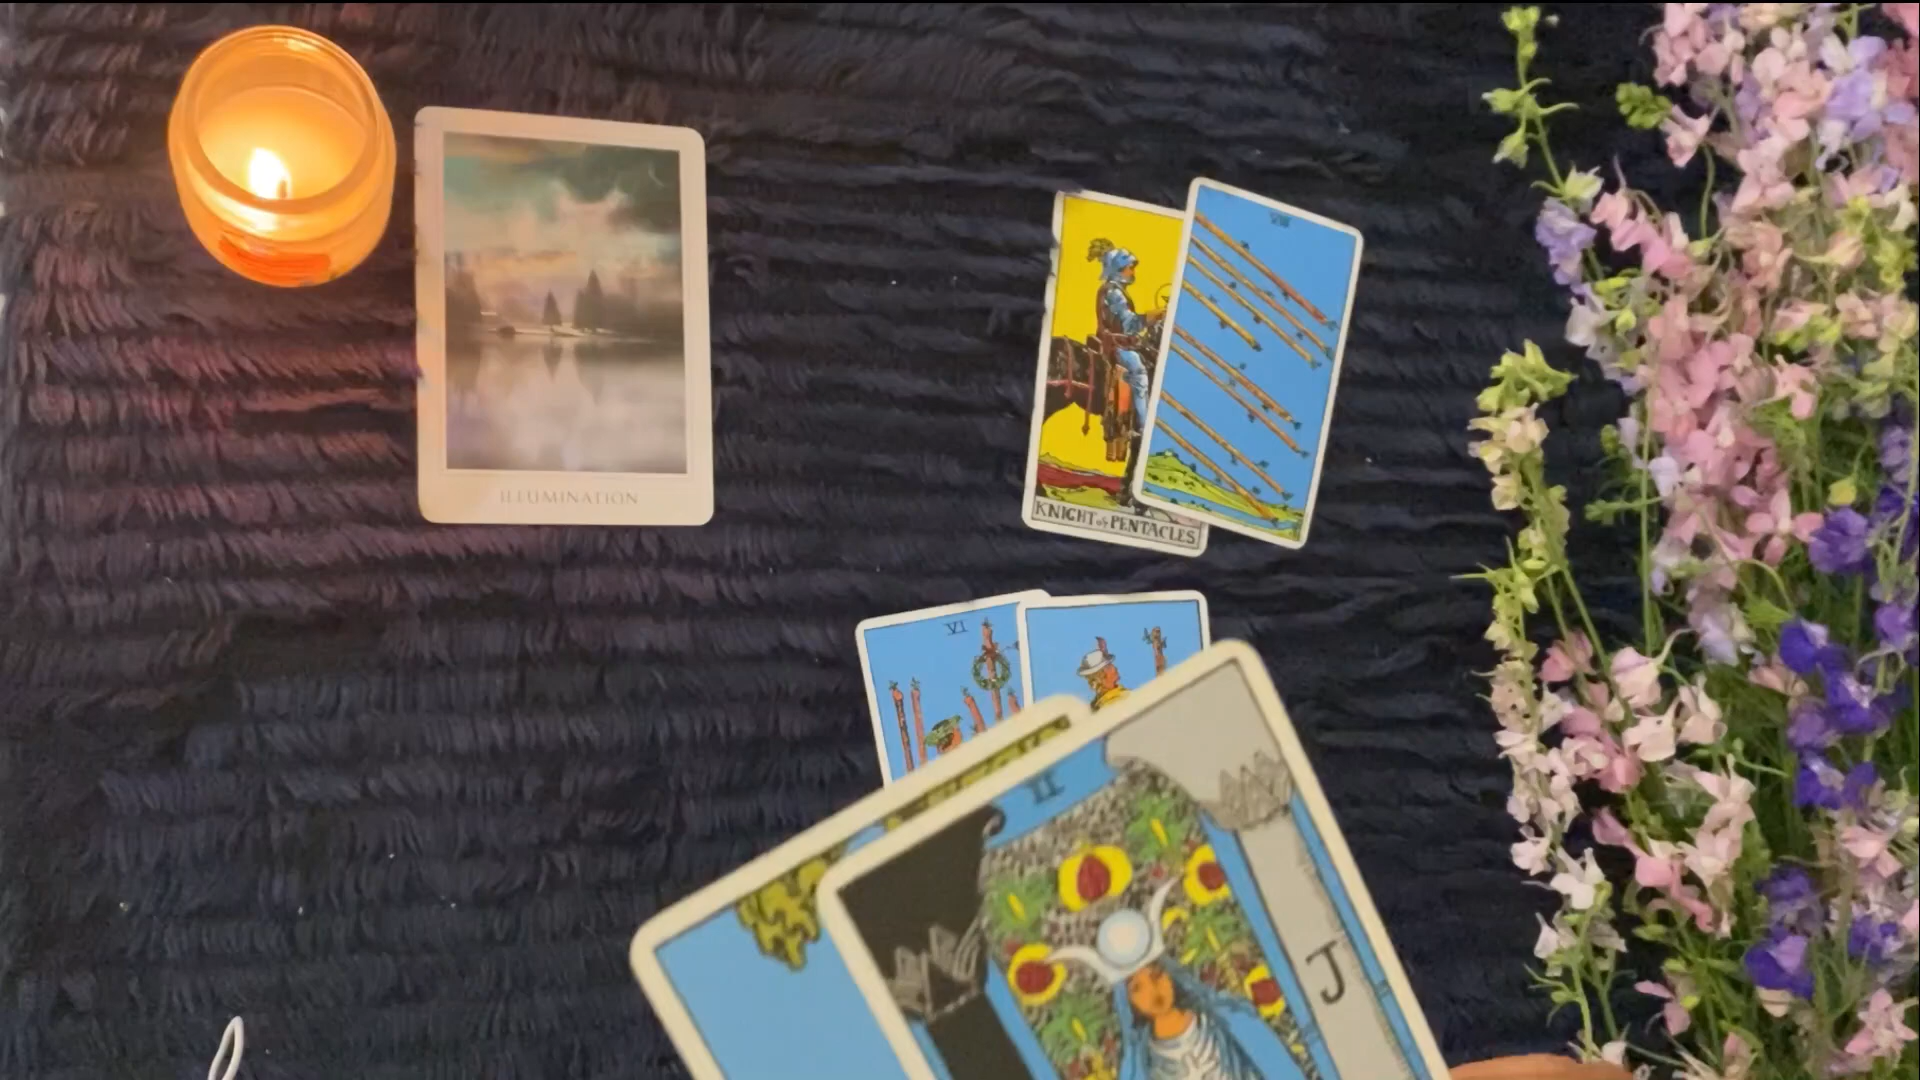 ILLUMINATION
VIII
KNIGHT of PENTACLES
VI
II
J